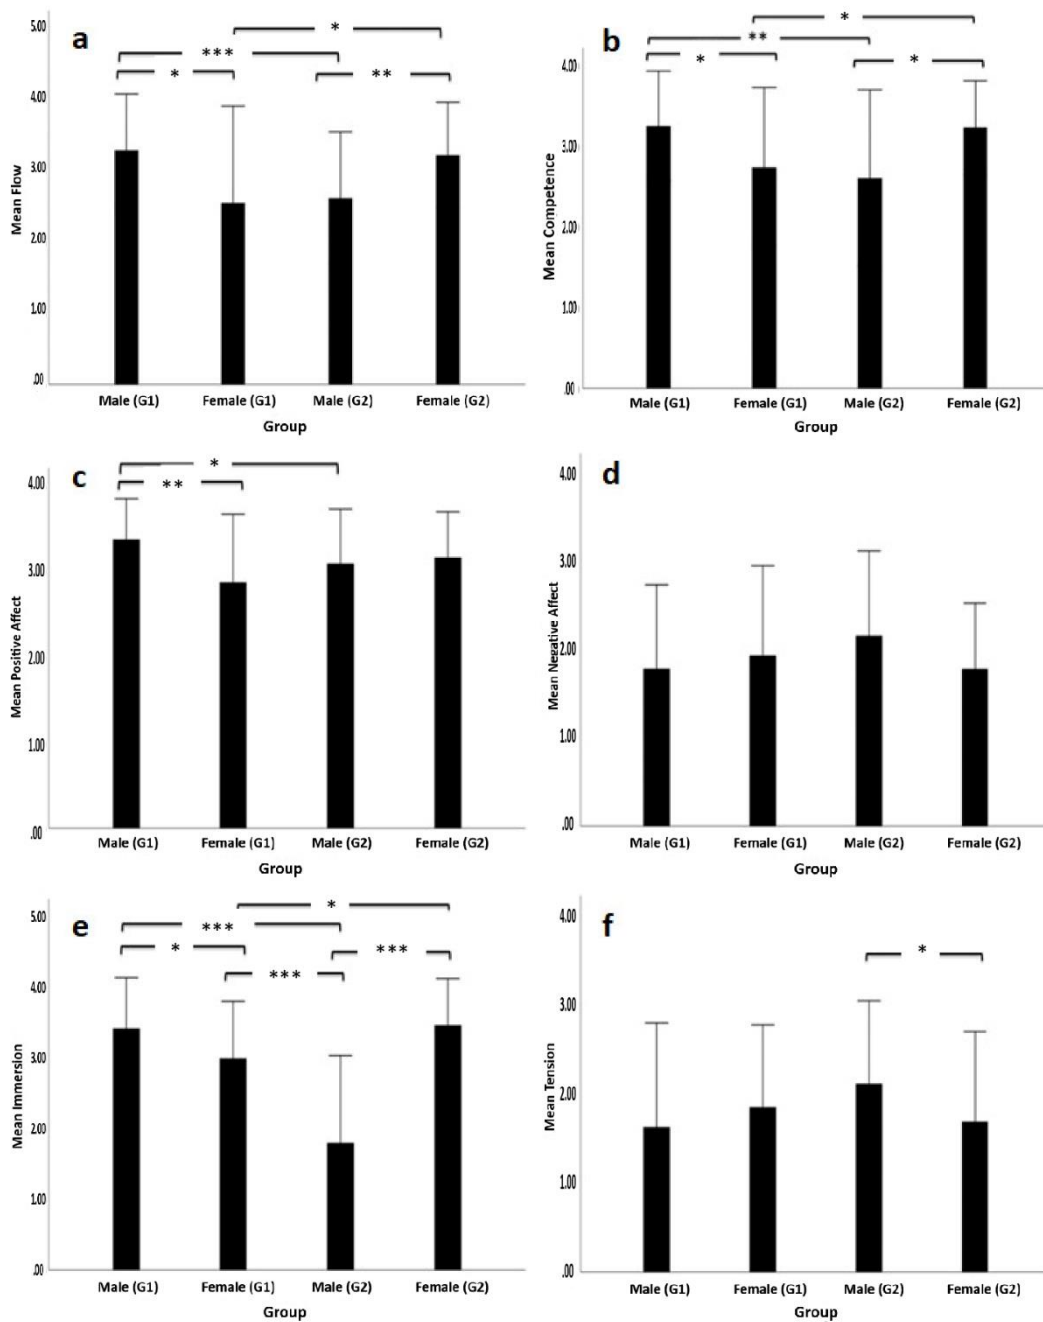 a
5.00
4.00
3.00
2.00
1.00
.00
Mean Flow
*
***
*
**
Male (G1) Female (G1) Male (G2) Female (G2)
Group
b
4.00
3.00
2.00
1.00
.00
Mean Competence
*
**
*
*
Male (G1) Female (G1) Male (G2) Female (G2)
Group
c
4.00
3.00
2.00
1.00
.00
Mean Positive Affect
*
**
Male (G1) Female (G1) Male (G2) Female (G2)
Group
d
4.00
3.00
2.00
1.00
.00
Mean Negative Affect
Male (G1) Female (G1) Male (G2) Female (G2)
Group
e
5.00
4.00
3.00
2.00
1.00
.00
Mean Immersion
*
***
*
***
***
Male (G1) Female (G1) Male (G2) Female (G2)
Group
f
4.00
3.00
2.00
1.00
.00
Mean Tension
*
Male (G1) Female (G1) Male (G2) Female (G2)
Group